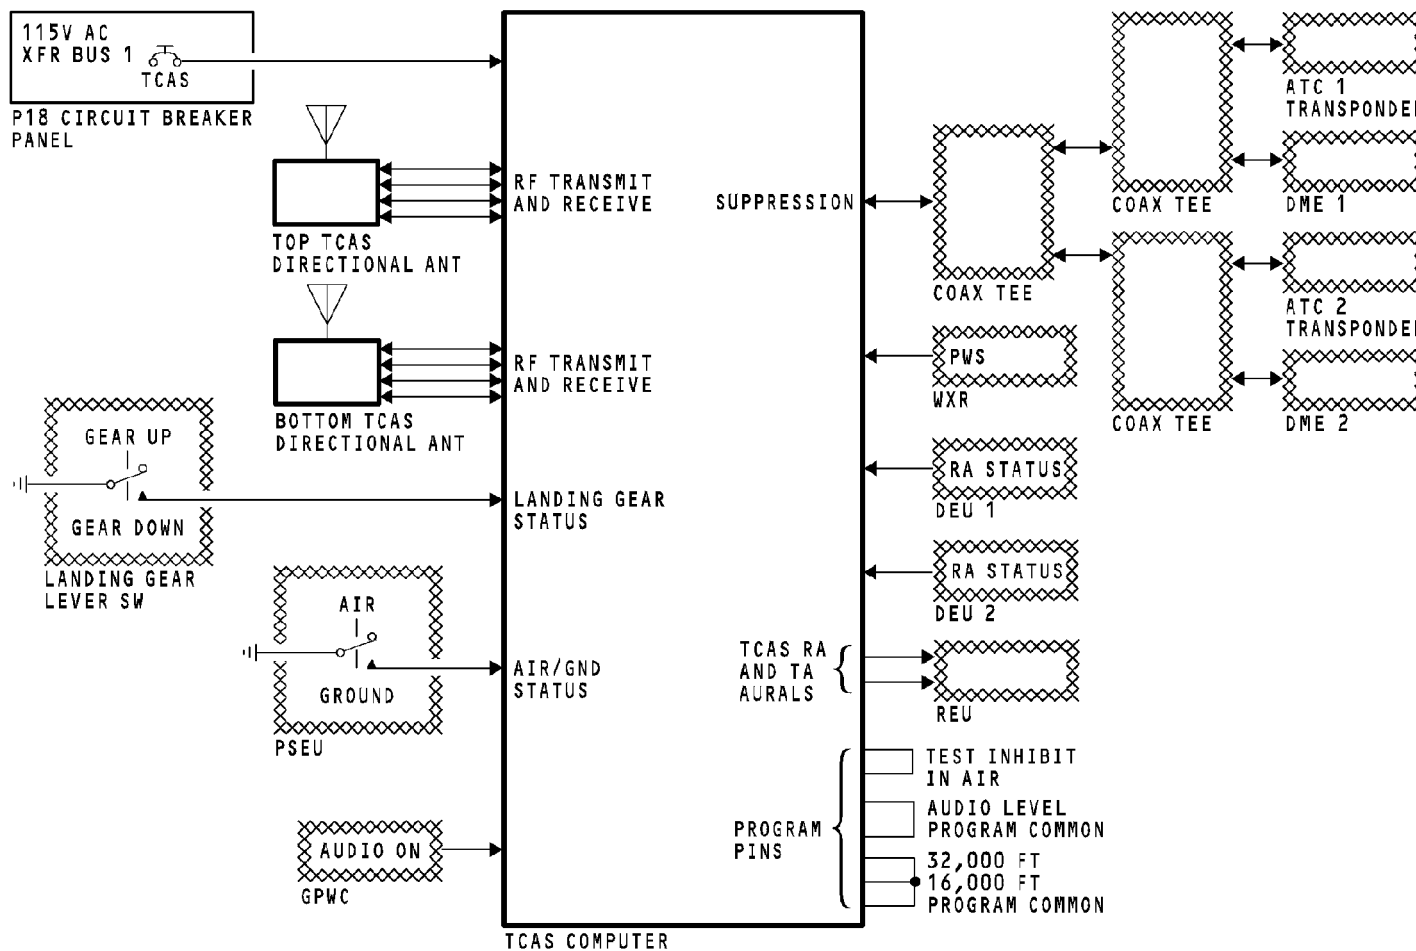 115V AC
XFR BUS 1
TCAS
P18 CIRCUIT BREAKER
PANEL
TOP TCAS
DIRECTIONAL ANT
RF TRANSMIT
AND RECEIVE
BOTTOM TCAS
DIRECTIONAL ANT
RF TRANSMIT
AND RECEIVE
GEAR UP
GEAR DOWN
LANDING GEAR
LEVER SW
LANDING GEAR
STATUS
AIR
GROUND
PSEU
AIR/GND
STATUS
AUDIO ON
GPWC
TCAS COMPUTER
SUPPRESSION
COAX TEE
COAX TEE
ATC 1
TRANSPONDER
DME 1
COAX TEE
ATC 2
TRANSPONDER
DME 2
PWS
WXR
RA STATUS
DEU 1
RA STATUS
DEU 2
TCAS RA
AND TA
AURALS
REU
PROGRAM
PINS
TEST INHIBIT
IN AIR
AUDIO LEVEL
PROGRAM COMMON
32,000 FT
16,000 FT
PROGRAM COMMON